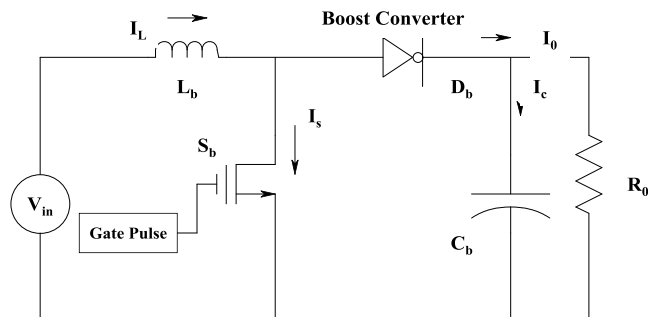 Boost Converter
I_L
I_0
L_b
D_b
I_c
I_s
S_b
V_in
R_0
Gate Pulse
C_b